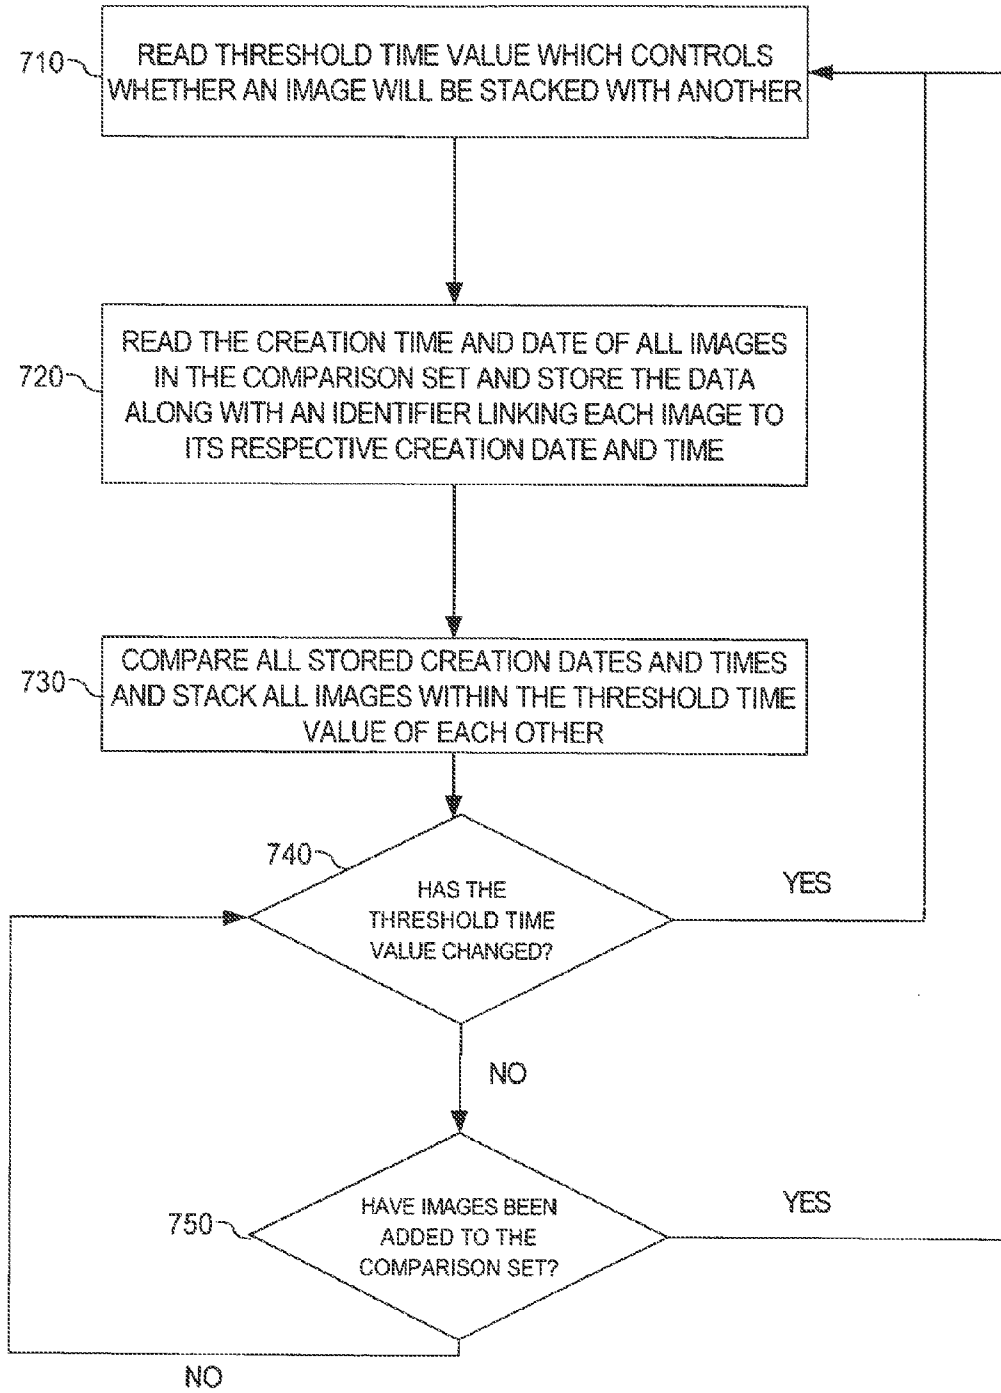 710
READ THRESHOLD TIME VALUE WHICH CONTROLS
WHETHER AN IMAGE WILL BE STACKED WITH ANOTHER
720
READ THE CREATION TIME AND DATE OF ALL IMAGES
IN THE COMPARISON SET AND STORE THE DATA
ALONG WITH AN IDENTIFIER LINKING EACH IMAGE TO
ITS RESPECTIVE CREATION DATE AND TIME
730
COMPARE ALL STORED CREATION DATES AND TIMES
AND STACK ALL IMAGES WITHIN THE THRESHOLD TIME
VALUE OF EACH OTHER
740
HAS THE
THRESHOLD TIME
VALUE CHANGED?
YES
NO
750
HAVE IMAGES BEEN
ADDED TO THE
COMPARISON SET?
YES
NO